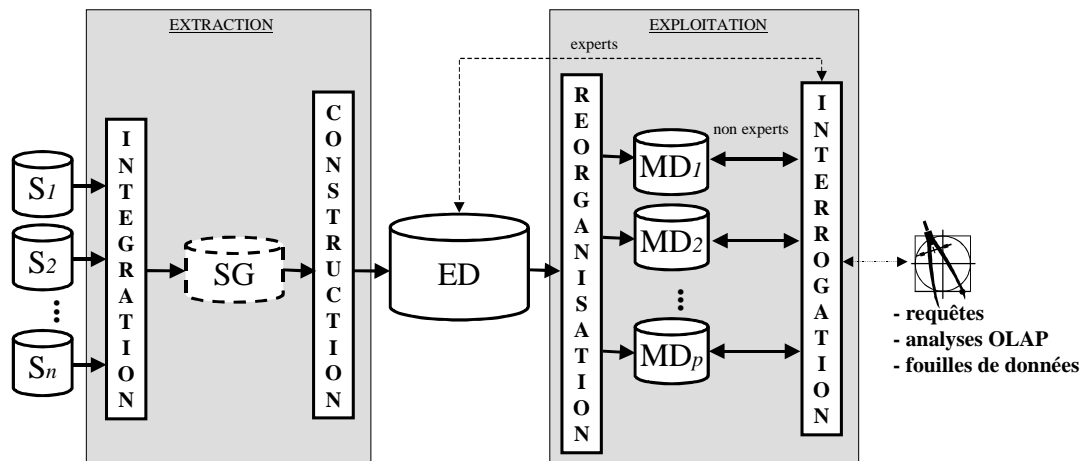 EXTRACTION
EXPLOITATION
experts
INTEGRATION
CONSTRUCTION
REORGANISATION
INTERROGATION
non experts
S1
S2
...
Sn
SG
ED
MD1
MD2
...
MDp
- requêtes
- analyses OLAP
- fouilles de données